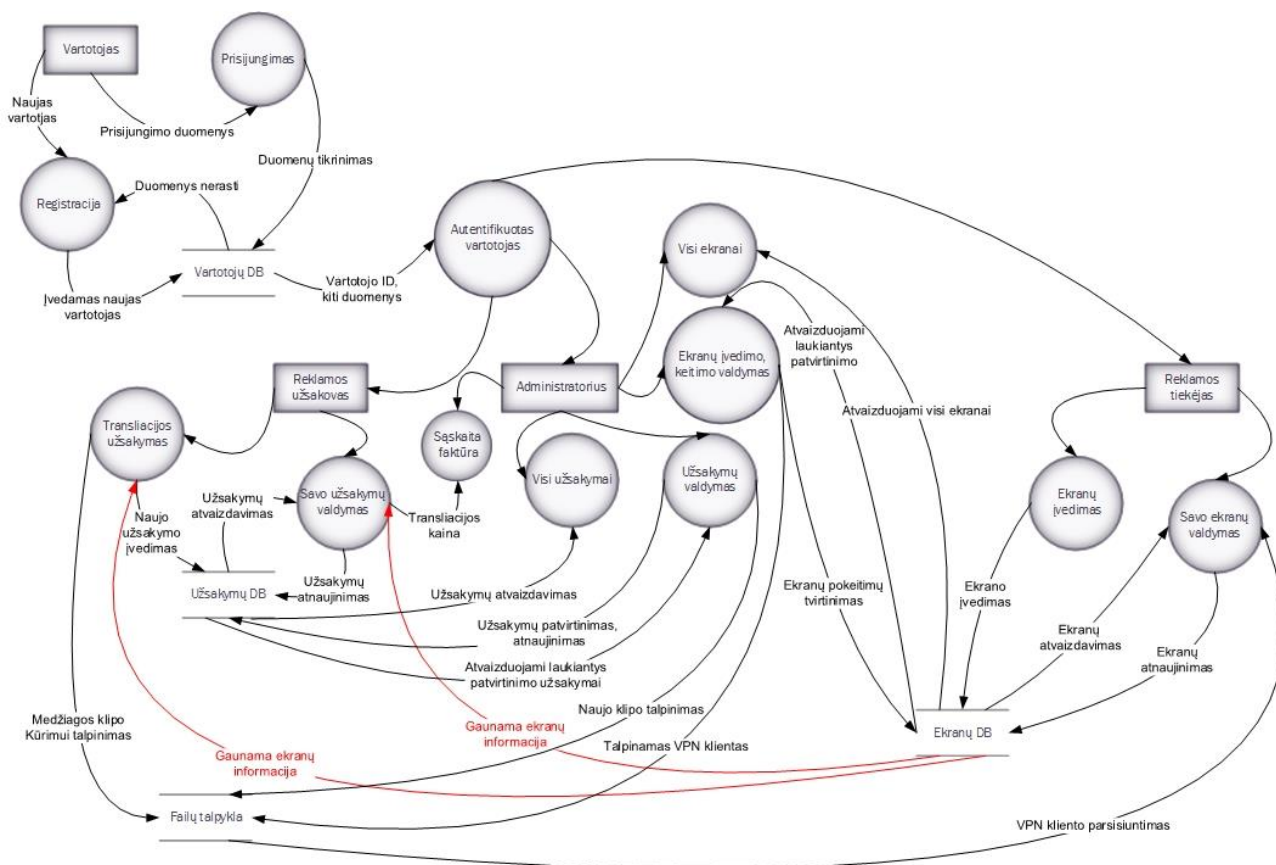 Vartotojas
Prisijungimas
Naujas
vartotjas
Prisijungimo duomenys
Duomenų tikrinimas
Duomenys nerasti
Registracija
Autentifikuotas
vartotojas
Visi ekranai
Vartotojų DB
Vartotojo ID,
kiti duomenys
Įvedamas naujas
vartotojas
Atvaizduojami
laukiantys
patvirtinimo
Ekranų įvedimo,
keitimo valdymas
Reklamos
užsakovas
Administratorius
Reklamos
tiekėjas
Atvaizduojami visi ekranai
Transliacijos
užsakymas
Sąskaita
faktūra
Visi užsakymai
Užsakymų
valdymas
Savo užsakymų
valdymas
Užsakymų
atvaizdavimas
Transliacijos
kaina
Ekranų
įvedimas
Savo ekranų
valdymas
Naujo
užsakymo
įvedimas
Užsakymų
atnaujinimas
Užsakymų DB
Užsakymų atvaizdavimas
Ekranų pokeitimų
tvirtinimas
Ekrano
įvedimas
Užsakymų patvirtinimas,
atnaujinimas
Ekranų
atvaizdavimas
Ekranų
atnaujinimas
Atvaizduojami laukiantys
patvirtinimo užsakymai
Naujo klipo talpinimas
Medžiagos klipo
Kūrimui talpinimas
Gaunama ekranų
informacija
Gaunama ekranų
informacija
Talpinamas VPN klientas
Ekranų DB
Failų talpykla
VPN kliento parsisiuntimas